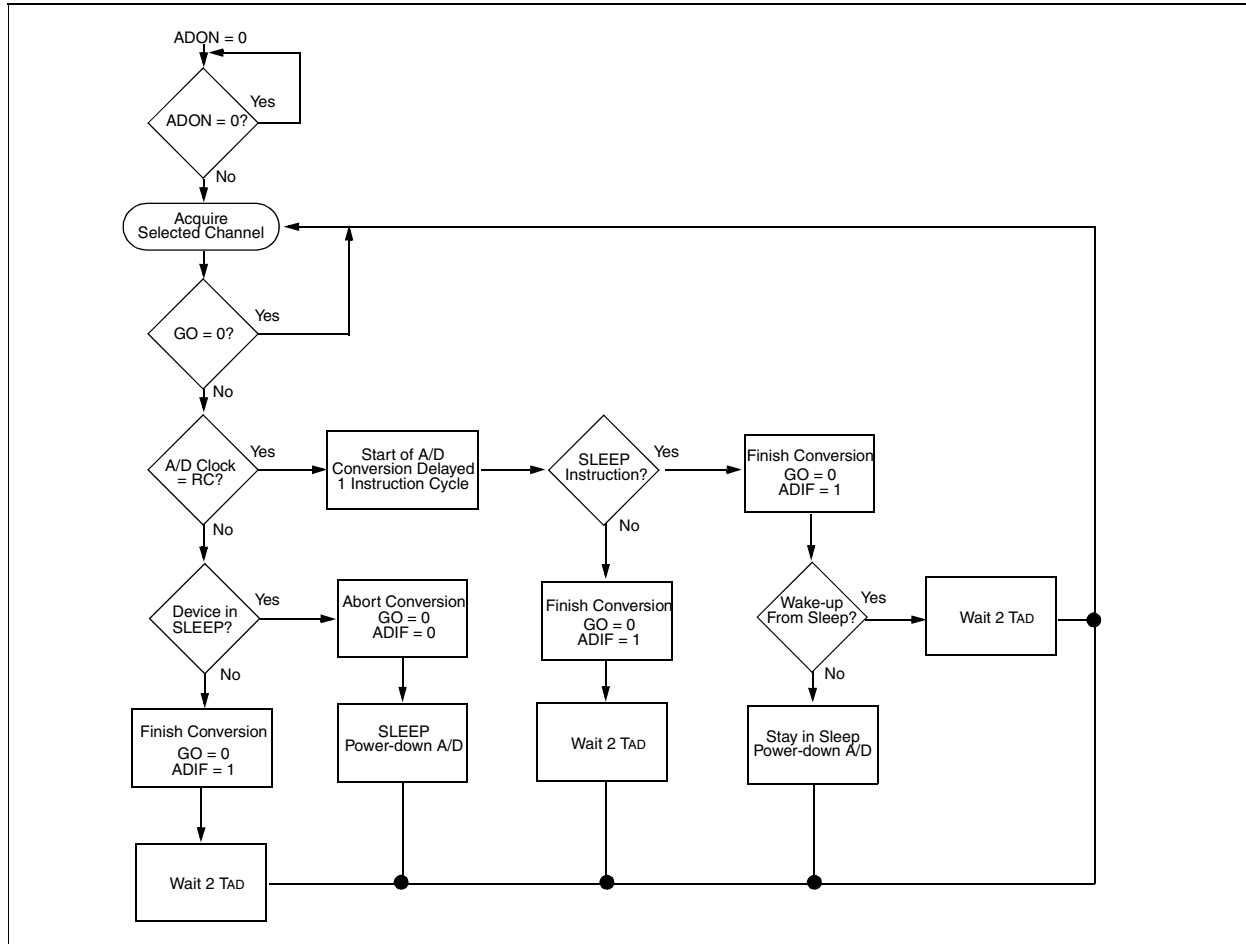 ADON = 0
Yes
ADON = 0?
No
Acquire
Selected Channel
Yes
GO = 0?
No
A/D Clock
= RC?
Yes
Start of A/D
Conversion Delayed
1 Instruction Cycle
SLEEP
Instruction?
Yes
Finish Conversion
GO = 0
ADIF = 1
No
No
Device in
SLEEP?
Yes
Abort Conversion
GO = 0
ADIF = 0
Finish Conversion
GO = 0
ADIF = 1
Wake-up
From Sleep?
Yes
Wait 2 TAD
No
No
Finish Conversion
GO = 0
ADIF = 1
SLEEP
Power-down A/D
Wait 2 TAD
Stay in Sleep
Power-down A/D
Wait 2 TAD